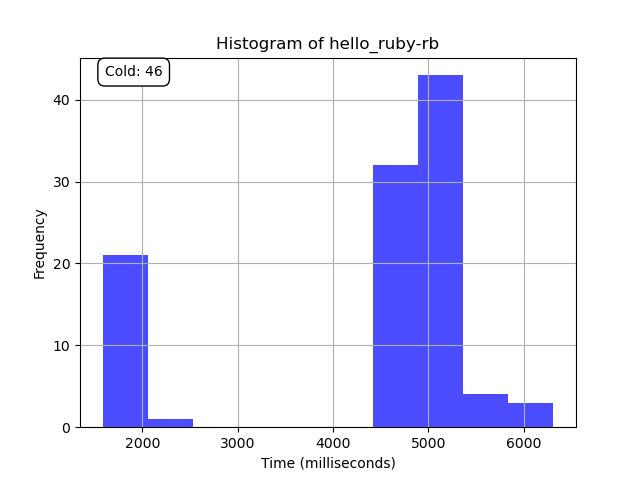 Histogram of hello_ruby-rb
Cold: 46
40
30
20
10
0
Frequency
2000 3000 4000 5000 6000
Time (milliseconds)